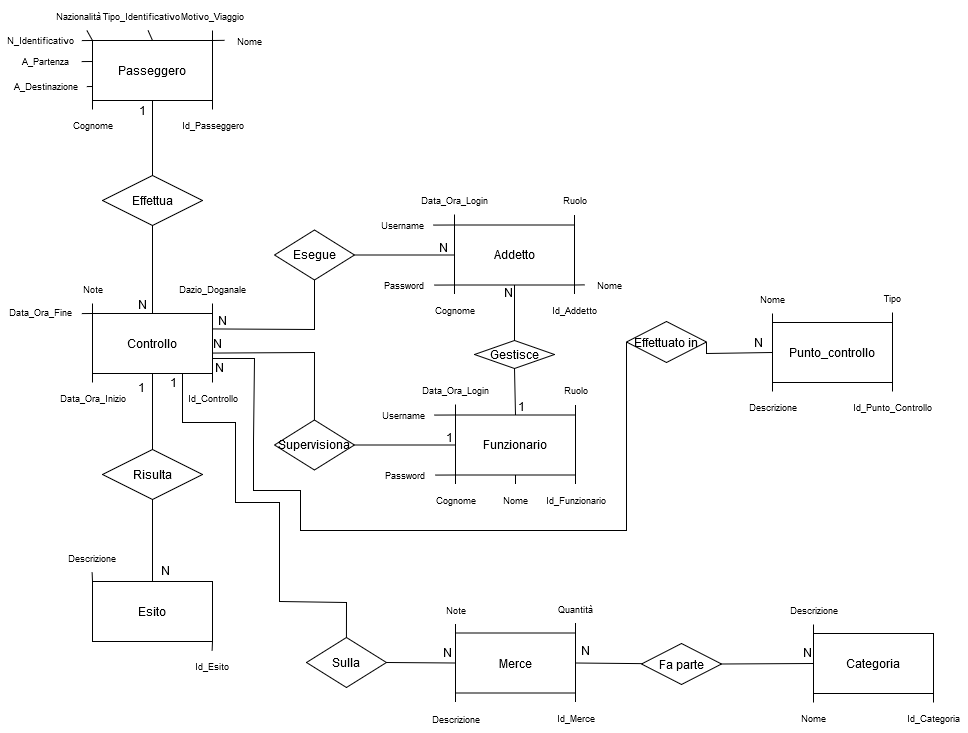 Nazionalità Tipo_Identificativo Motivo_Viaggio
N_Identificativo
Nome
A_Partenza
Passeggero
A_Destinazione
1
Cognome
Id_Passeggero
Effettua
N
Data_Ora_Login
Ruolo
Username
Esegue
N
Addetto
Password
Nome
N
Cognome
Id_Addetto
Note
Dazio_Doganale
Data_Ora_Fine
N
Controllo
N
N
1
1
Data_Ora_Inizio
Id_Controllo
Gestisce
Effettuato in
N
Nome
Tipo
Punto_controllo
Descrizione
Id_Punto_Controllo
Data_Ora_Login
Ruolo
1
Username
Supervisiona
1
Funzionario
Password
Cognome
Nome
Id_Funzionario
Risulta
N
Descrizione
Esito
Id_Esito
Sulla
N
Note
Quantità
Merce
N
Descrizione
Id_Merce
Fa parte
N
Descrizione
Categoria
Nome
Id_Categoria